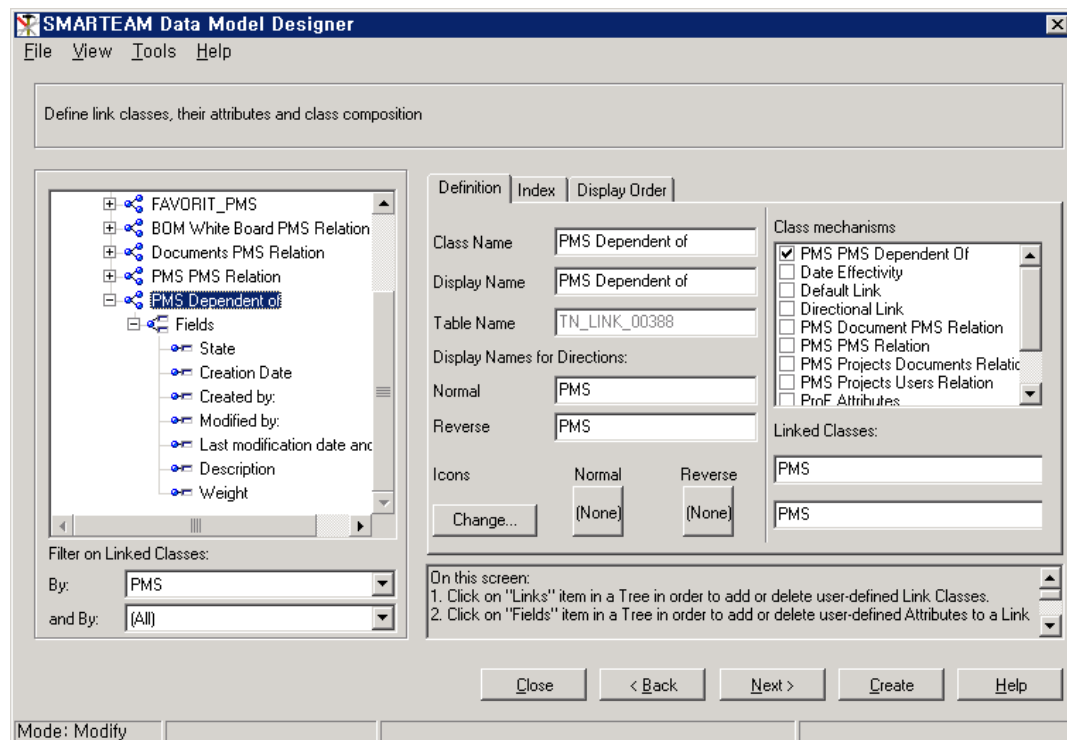 SMARTEAM Data Model Designer
File View Tools Help
Define link classes, their attributes and class composition
FAVORIT_PMS
BOM White Board PMS Relation
Documents PMS Relation
PMS PMS Relation
PMS Dependent of
Fields
State
Creation Date
Created by:
Modified by:
Last modification date and
Description
Weight
Filter on Linked Classes:
By: PMS
and By: (All)
Definition Index Display Order
Class Name PMS Dependent of
Display Name PMS Dependent of
Table Name TN_LINK_00388
Display Names for Directions:
Normal PMS
Reverse PMS
Icons Normal Reverse
Change... (None) (None)
Class mechanisms
PMS PMS Dependent Of
Date Effectivity
Default Link
Directional Link
PMS Document PMS Relation
PMS PMS Relation
PMS Projects Documents Relatic
PMS Projects Users Relation
ProE Attributes
Linked Classes:
PMS
PMS
On this screen:
1. Click on "Links" item in a Tree in order to add or delete user-defined Link Classes.
2. Click on "Fields" item in a Tree in order to add or delete user-defined Attributes to a Link
Close < Back Next > Create Help
Mode: Modify